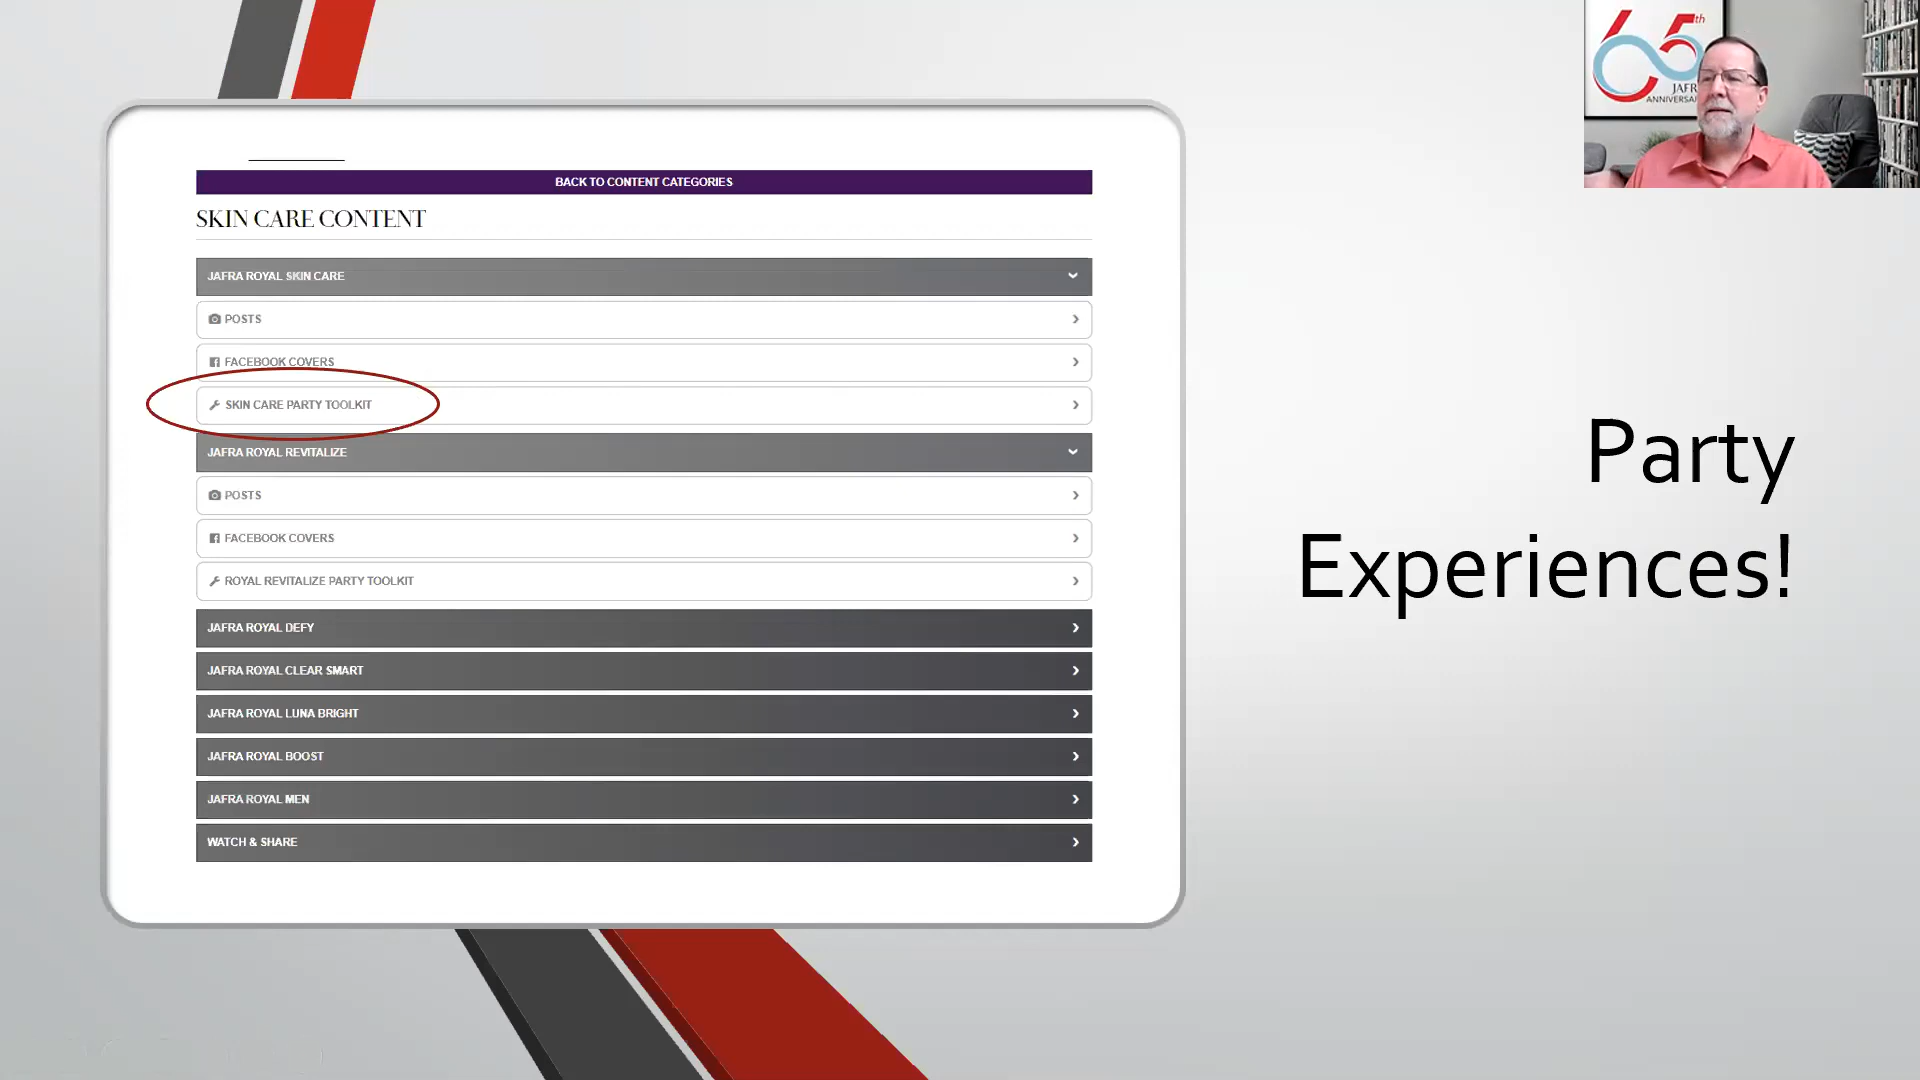 BACK TO CONTENT CATEGORIES
SKIN CARE CONTENT
JAFRA ROYAL SKIN CARE
POSTS
FACEBOOK COVERS
SKIN CARE PARTY TOOLKIT
JAFRA ROYAL REVITALIZE
POSTS
FACEBOOK COVERS
ROYAL REVITALIZE PARTY TOOLKIT
JAFRA ROYAL DEFY
JAFRA ROYAL CLEAR SMART
JAFRA ROYAL LUNA BRIGHT
JAFRA ROYAL BOOST
JAFRA ROYAL MEN
WATCH & SHARE
Party
Experiences!
65th
JAFR
ANNIVERSA